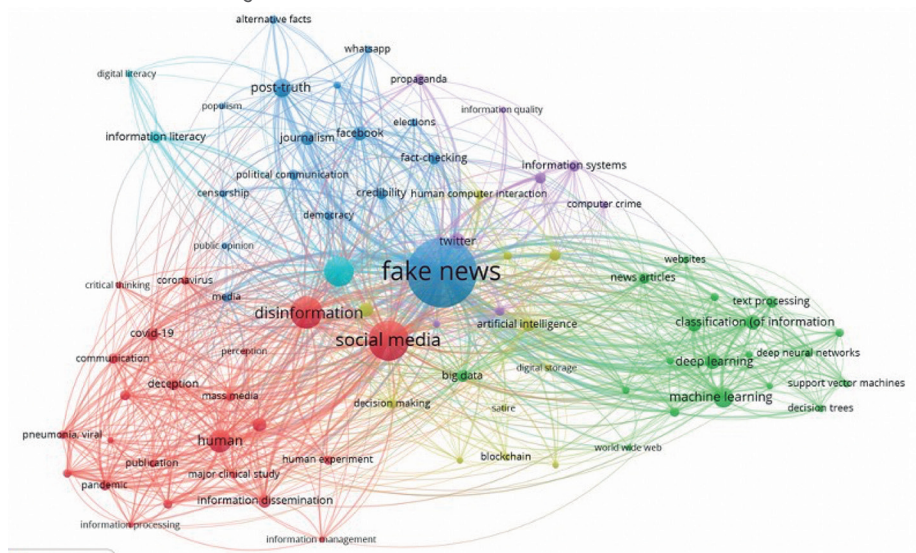 alternative facts
whatsapp
digital literacy
propaganda
post-truth
populism
information quality
elections
information literacy
journalism
facebook
fact-checking
information systems
political communication
censorship
credibility
human computer interaction
computer crime
democracy
public opinion
twitter
websites
fake news
news articles
critical thinking
coronavirus
media
text processing
disinformation
artificial intelligence
classification (of information
covid-19
social media
perception
communication
deep learning
deep neural networks
big data
digital storage
deception
support vector machines
mass media
machine learning
decision making
satire
decision trees
pneumonia, viral
human
world wide web
publication
human experiment
blockchain
major clinical study
pandemic
information dissemination
information processing
information management